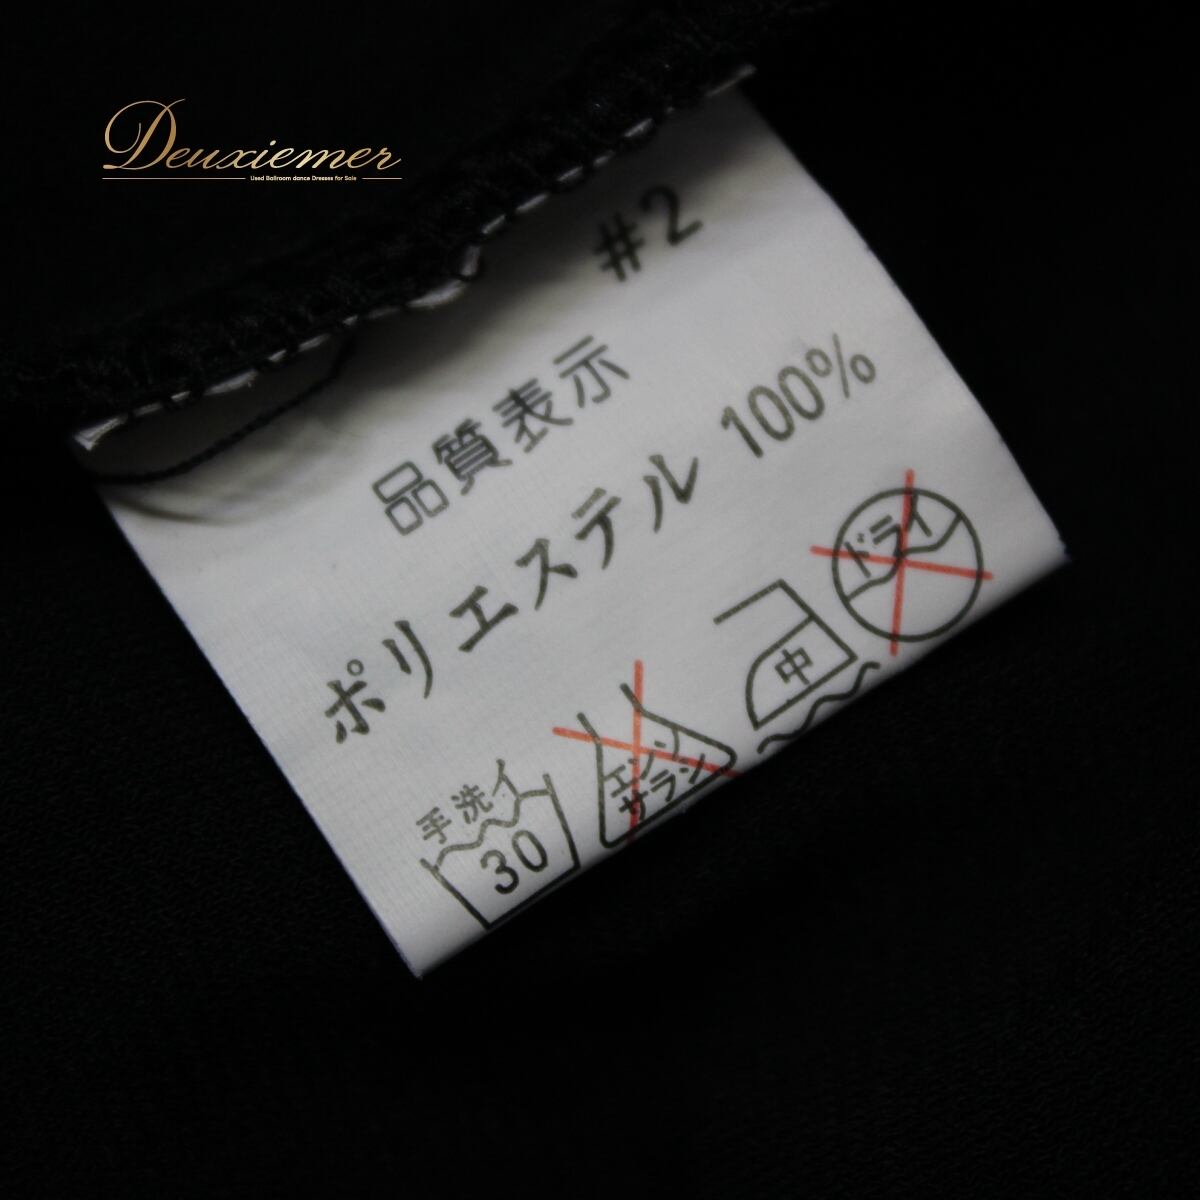 Deuxiemer
Used Ballroom dance Dresses for Sale
#2
品質表示
ポリエステル 100%
手洗イ
30
エンソ
サラシ
中
ドライ